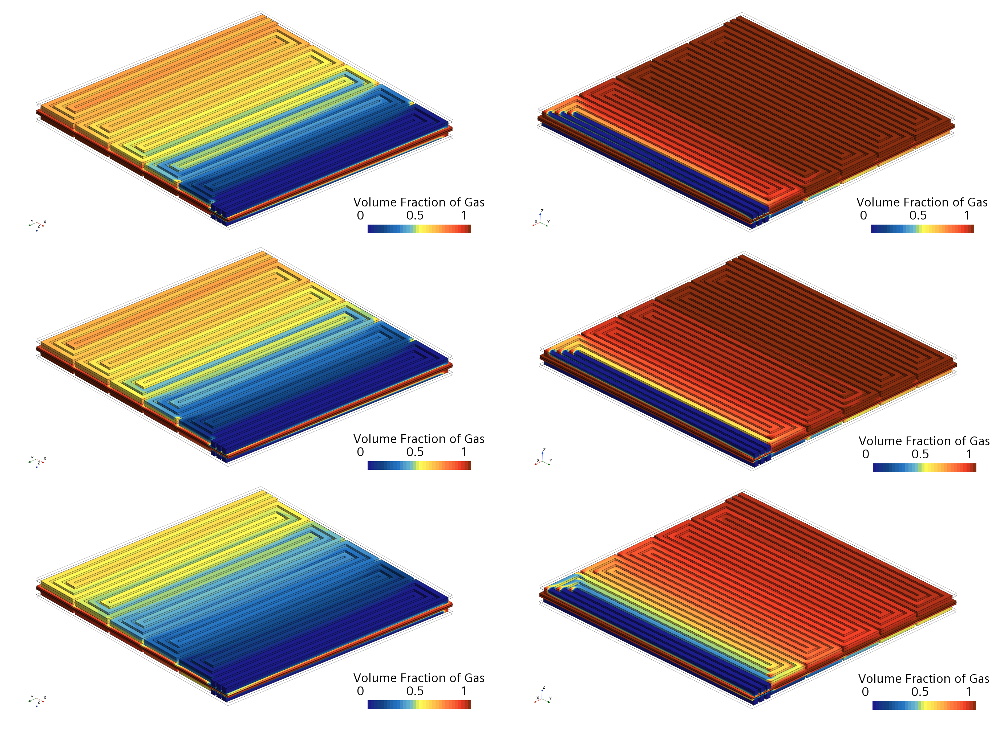 Volume Fraction of Gas
0 0.5 1
Y X
Z
Volume Fraction of Gas
0 0.5 1
Z
X Y
Volume Fraction of Gas
0 0.5 1
Y X
Z
Volume Fraction of Gas
0 0.5 1
Z
X Y
Volume Fraction of Gas
0 0.5 1
Y X
Z
Volume Fraction of Gas
0 0.5 1
Z
X Y